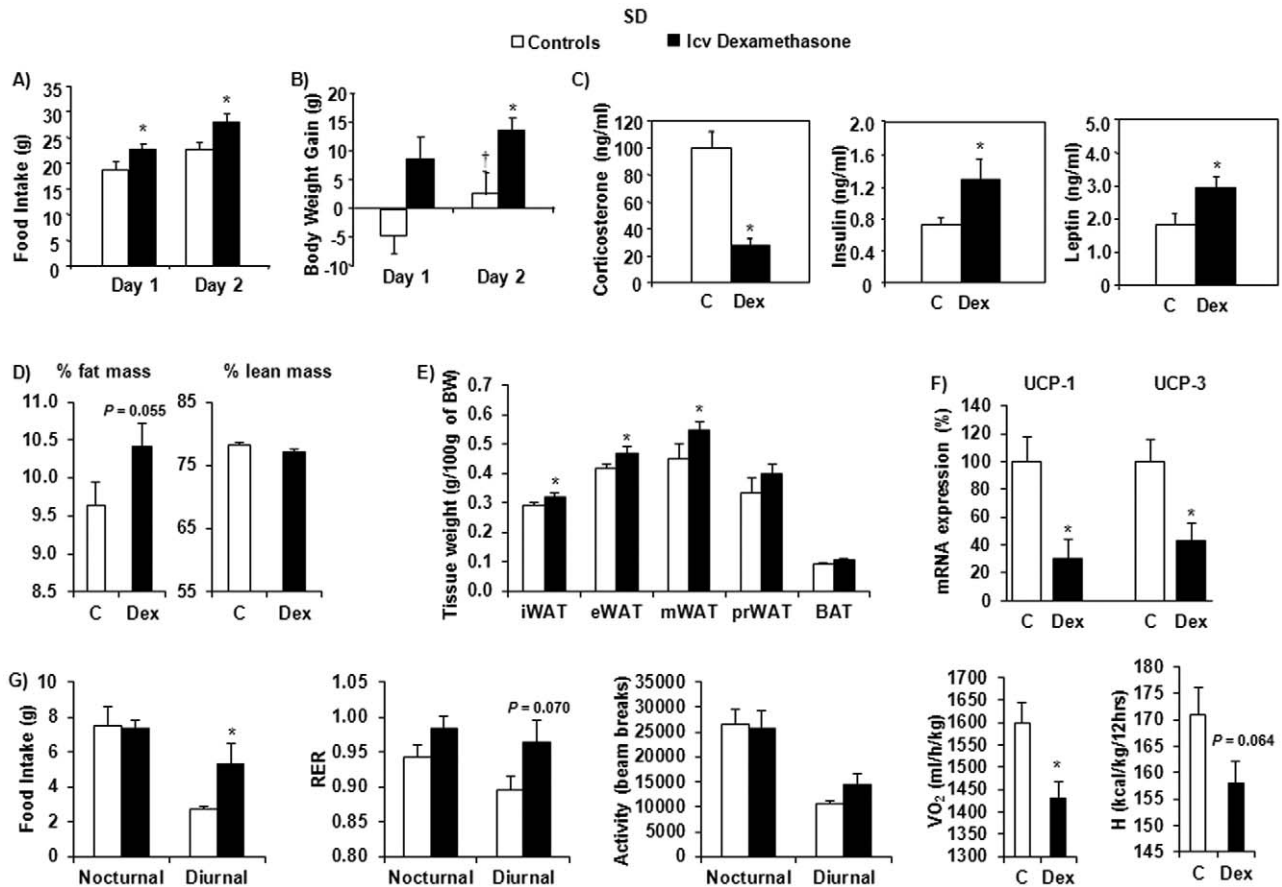 SD
Controls
Icv Dexamethasone
A)
Food Intake (g)
35
30
25
20
15
10
5
0
*
*
Day 1
Day 2
B)
Body Weight Gain (g)
20
15
10
5
0
-5
-10
†
*
Day 1
Day 2
C)
Corticosterone (ng/ml)
120
100
80
60
40
20
0
*
C
Dex
Insulin (ng/ml)
2.0
1.6
1.2
0.8
0.4
0
*
C
Dex
Leptin (ng/ml)
5.0
4.0
3.0
2.0
1.0
0
*
C
Dex
D)
% fat mass
11.0
10.5
10.0
9.5
9.0
8.5
P = 0.055
C
Dex
% lean mass
85
75
65
55
C
Dex
E)
Tissue weight (g/100g of BW)
0.7
0.6
0.5
0.4
0.3
0.2
0.1
0.0
*
*
*
iWAT
eWAT
mWAT
prWAT
BAT
F)
UCP-1
UCP-3
mRNA expression (%)
140
120
100
80
60
40
20
0
*
*
C
Dex
C
Dex
G)
Food Intake (g)
10
8
6
4
2
0
*
Nocturnal
Diurnal
RER
1.05
1.00
0.95
0.90
0.85
0.80
P = 0.070
Nocturnal
Diurnal
Activity (beam breaks)
35000
30000
25000
20000
15000
10000
5000
0
Nocturnal
Diurnal
VO₂ (ml/h/kg)
1700
1650
1600
1550
1500
1450
1400
1350
1300
*
C
Dex
H (kcal/kg/12hrs)
180
175
170
165
160
155
150
145
P = 0.064
C
Dex